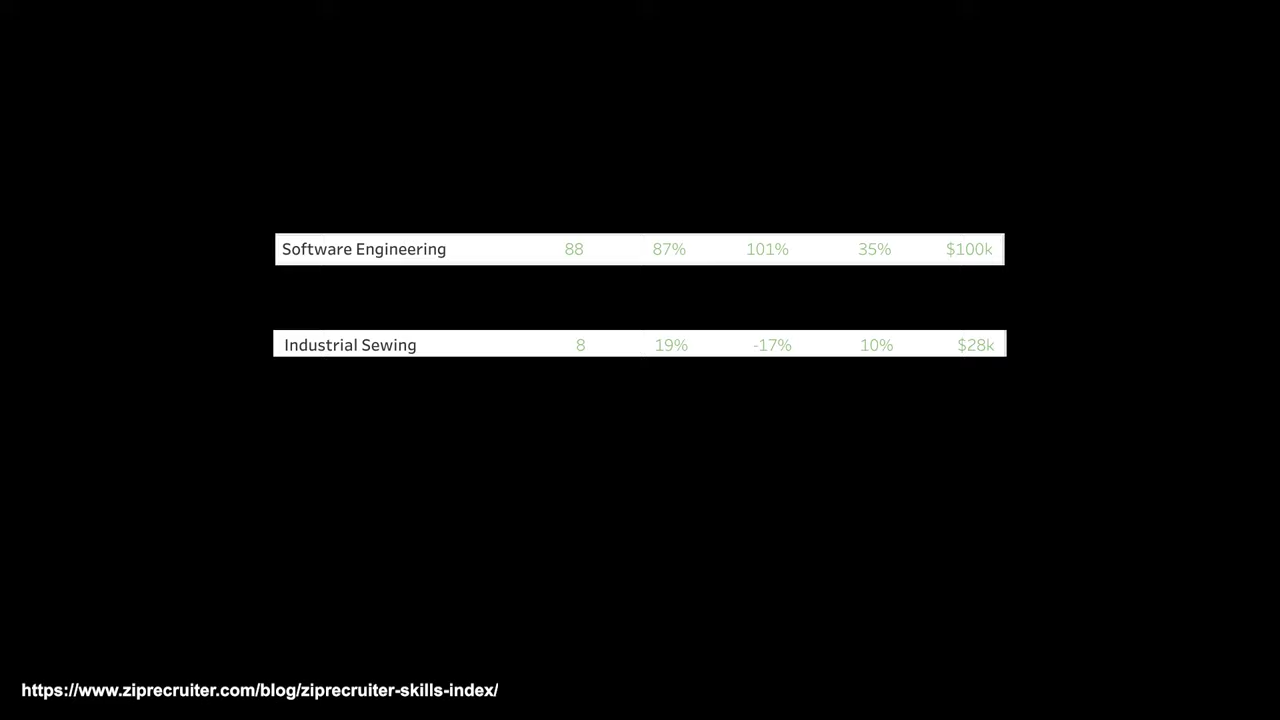 Software Engineering 88 87% 101% 35% $100k
Industrial Sewing 8 19% -17% 10% $28k
https://www.ziprecruiter.com/blog/ziprecruiter-skills-index/